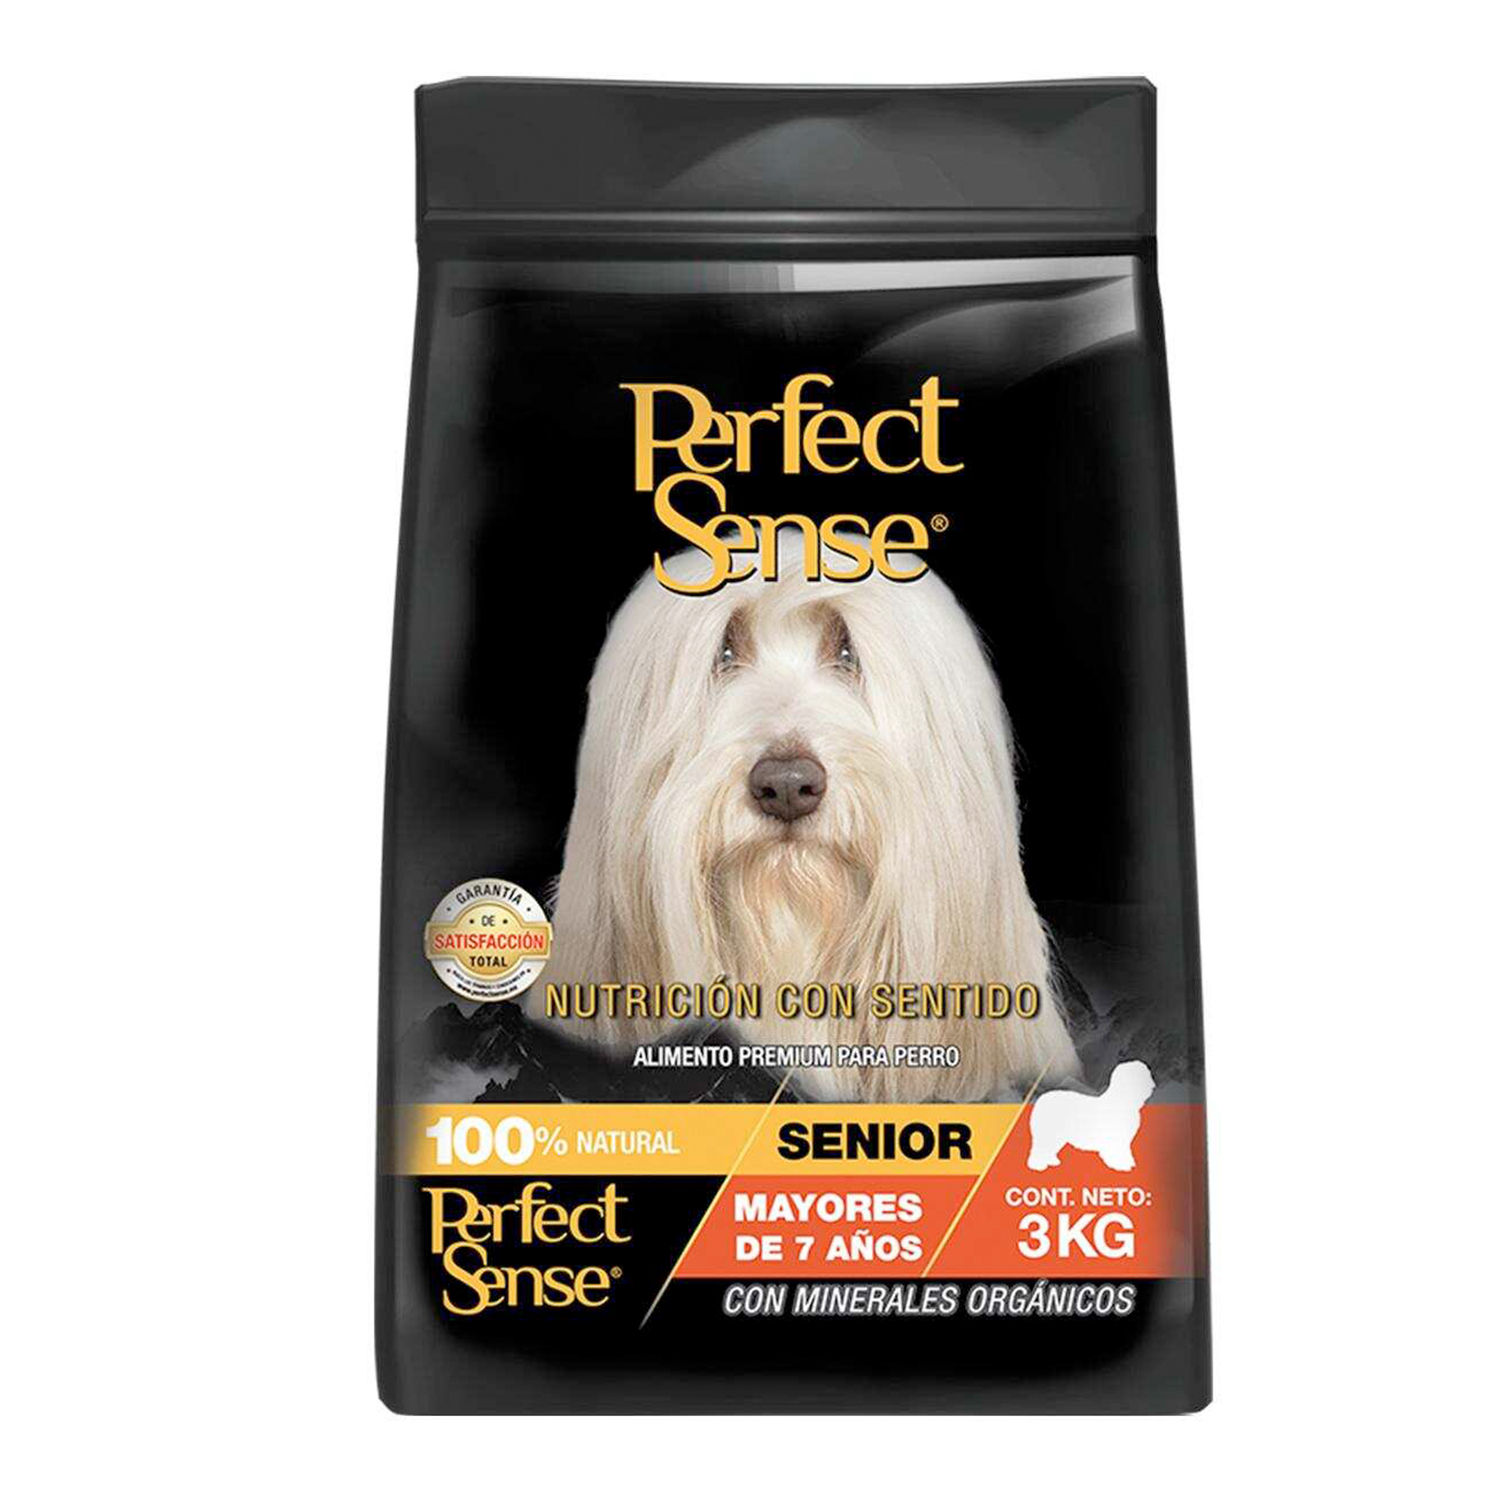 Perfect
Sense®
GARANTÍA
DE
SATISFACCIÓN
TOTAL
NUTRICIÓN CON SENTIDO
ALIMENTO PREMIUM PARA PERRO
100% NATURAL
SENIOR
Perfect
Sense®
MAYORES
DE 7 AÑOS
CONT. NETO:
3KG
CON MINERALES ORGÁNICOS